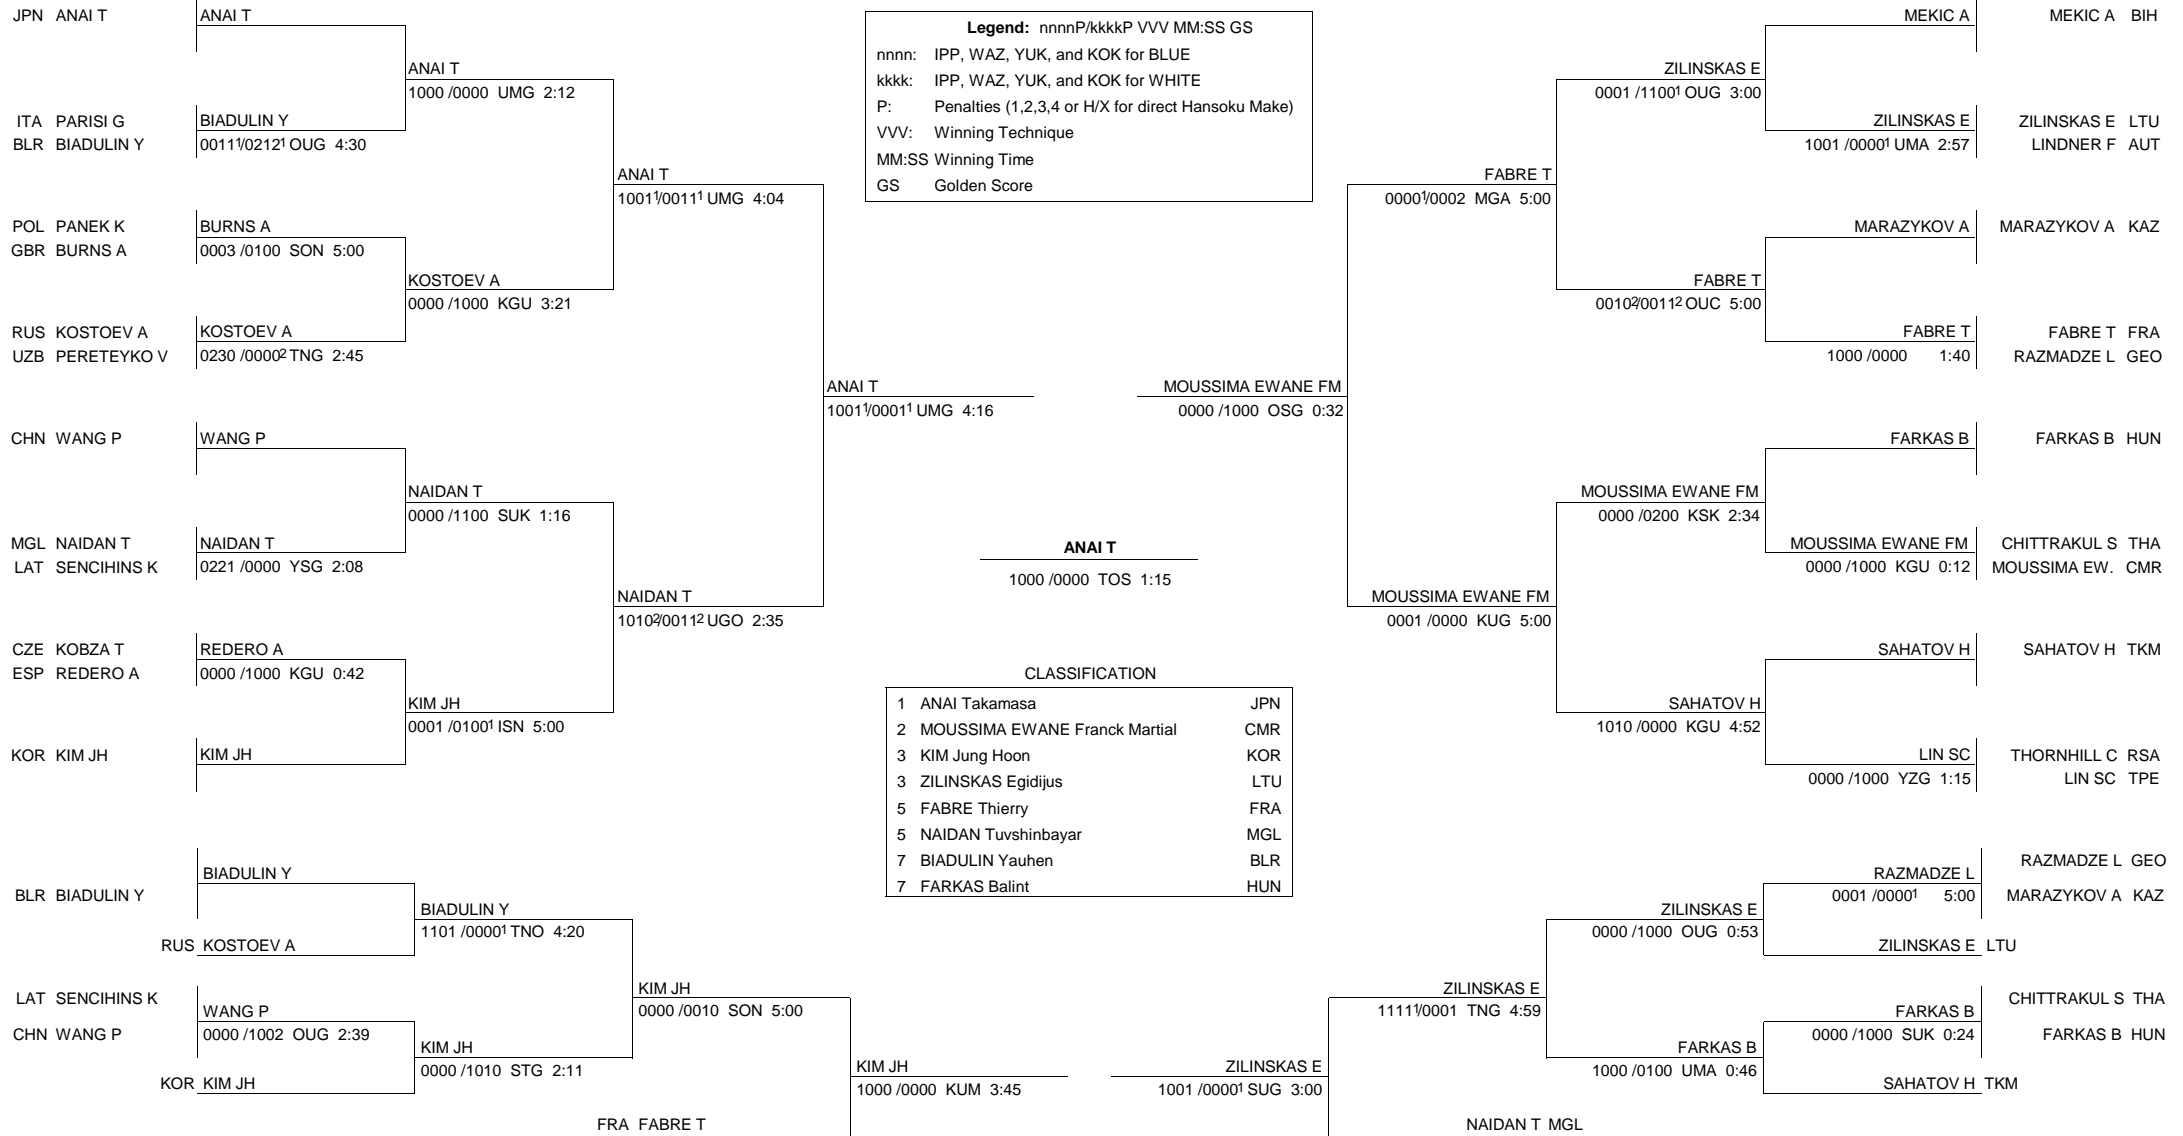 JPN ANAI T
ANAI T
ANAI T
1000 /0000 UMG 2:12
ITA PARISI G
BLR BIADULIN Y
BIADULIN Y
0011¹/0212¹ OUG 4:30
ANAI T
1001¹/0011¹ UMG 4:04
POL PANEK K
GBR BURNS A
BURNS A
0003 /0100 SON 5:00
KOSTOEV A
0000 /1000 KGU 3:21
RUS KOSTOEV A
UZB PERETEYKO V
KOSTOEV A
0230 /0000² TNG 2:45
ANAI T
1001¹/0001¹ UMG 4:16
CHN WANG P
WANG P
NAIDAN T
0000 /1100 SUK 1:16
MGL NAIDAN T
LAT SENCIHINS K
NAIDAN T
0221 /0000 YSG 2:08
NAIDAN T
1010²/0011² UGO 2:35
CZE KOBZA T
ESP REDERO A
REDERO A
0000 /1000 KGU 0:42
KIM JH
0001 /0100¹ ISN 5:00
KOR KIM JH
KIM JH
Legend: nnnnP/kkkkP VVV MM:SS GS
nnnn: IPP, WAZ, YUK, and KOK for BLUE
kkkk: IPP, WAZ, YUK, and KOK for WHITE
P: Penalties (1,2,3,4 or H/X for direct Hansoku Make)
VVV: Winning Technique
MM:SS Winning Time
GS Golden Score
MEKIC A
MEKIC A BIH
ZILINSKAS E
0001 /1100¹ OUG 3:00
ZILINSKAS E
1001 /0000¹ UMA 2:57
ZILINSKAS E LTU
LINDNER F AUT
FABRE T
0000¹/0002 MGA 5:00
MARAZYKOV A
MARAZYKOV A KAZ
FABRE T
0010²/0011² OUC 5:00
FABRE T
1000 /0000 1:40
FABRE T FRA
RAZMADZE L GEO
MOUSSIMA EWANE FM
0000 /1000 OSG 0:32
FARKAS B
FARKAS B HUN
MOUSSIMA EWANE FM
0000 /0200 KSK 2:34
MOUSSIMA EWANE FM
0000 /1000 KGU 0:12
CHITTRAKUL S THA
MOUSSIMA EW. CMR
MOUSSIMA EWANE FM
0001 /0000 KUG 5:00
SAHATOV H
SAHATOV H TKM
SAHATOV H
1010 /0000 KGU 4:52
LIN SC
0000 /1000 YZG 1:15
THORNHILL C RSA
LIN SC TPE
ANAI T
1000 /0000 TOS 1:15
CLASSIFICATION
1 ANAI Takamasa JPN
2 MOUSSIMA EWANE Franck Martial CMR
3 KIM Jung Hoon KOR
3 ZILINSKAS Egidijus LTU
5 FABRE Thierry FRA
5 NAIDAN Tuvshinbayar MGL
7 BIADULIN Yauhen BLR
7 FARKAS Balint HUN
BIADULIN Y
BLR BIADULIN Y
BIADULIN Y
1101 /0000¹ TNO 4:20
RUS KOSTOEV A
KIM JH
0000 /0010 SON 5:00
LAT SENCIHINS K
CHN WANG P
WANG P
0000 /1002 OUG 2:39
KIM JH
0000 /1010 STG 2:11
KOR KIM JH
KIM JH
1000 /0000 KUM 3:45
FRA FABRE T
RAZMADZE L
0001 /0000¹ 5:00
RAZMADZE L GEO
MARAZYKOV A KAZ
ZILINSKAS E
0000 /1000 OUG 0:53
ZILINSKAS E LTU
ZILINSKAS E
1111¹/0001 TNG 4:59
FARKAS B
0000 /1000 SUK 0:24
CHITTRAKUL S THA
FARKAS B HUN
FARKAS B
1000 /0100 UMA 0:46
SAHATOV H TKM
ZILINSKAS E
1001 /0000¹ SUG 3:00
NAIDAN T MGL